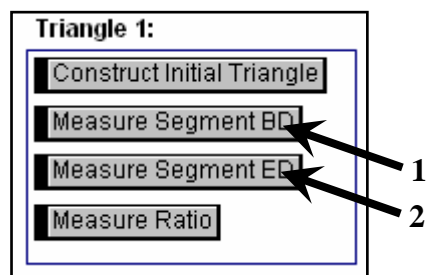 Triangle 1:
Construct Initial Triangle
Measure Segment BD
1
Measure Segment ED
2
Measure Ratio